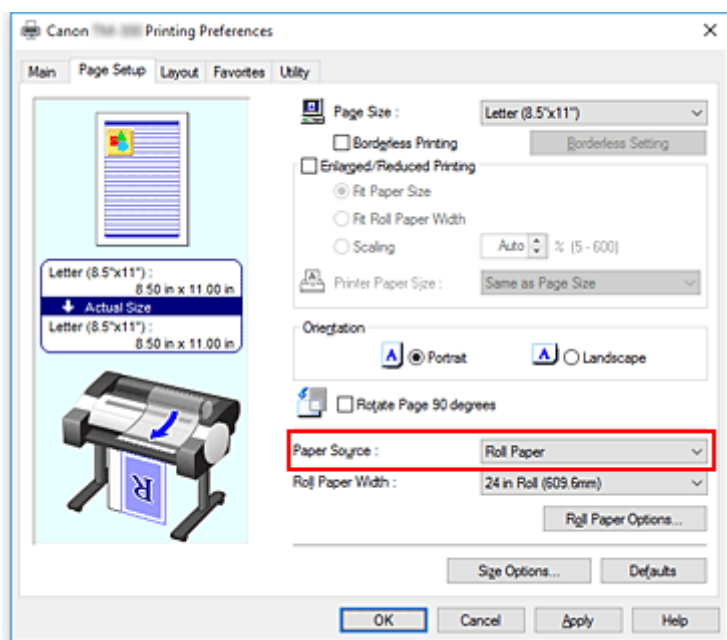 Canon Printing Preferences
Main Page Setup Layout Favorites Utility
Page Size : Letter (8.5"x11")
Borderless Printing Borderless Setting
Enlarged/Reduced Printing
Fit Paper Size
Fit Roll Paper Width
Scaling Auto % (5 - 600)
Printer Paper Size : Same as Page Size
Letter (8.5"x11") :
8.50 in x 11.00 in
Actual Size
Letter (8.5"x11") :
8.50 in x 11.00 in
Orientation
A Portrait A Landscape
Rotate Page 90 degrees
Paper Source : Roll Paper
Roll Paper Width : 24 in Roll (609.6mm)
R
Roll Paper Options...
Size Options... Defaults
OK Cancel Apply Help